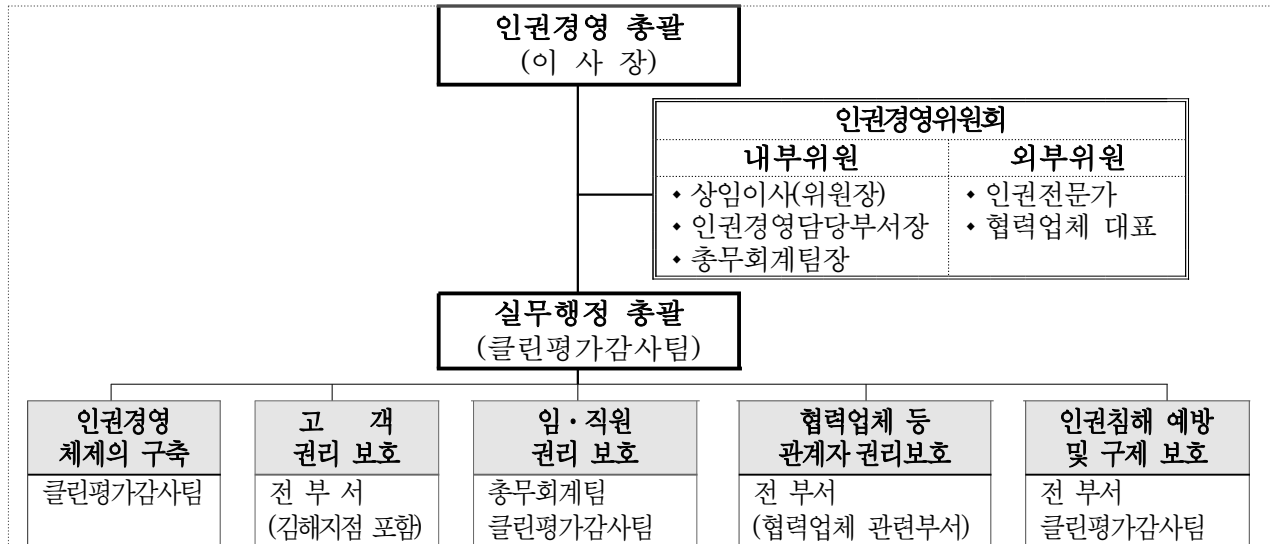 인권경영 총괄
(이 사 장)
인권경영위원회
내부위원
외부위원
◆ 상임이사(위원장)
◆ 인권경영담당부서장
◆ 총무회계팀장
◆ 인권전문가
◆ 협력업체 대표
실무행정 총괄
(클린평가감사팀)
인권경영
체제의 구축
클린평가감사팀
고 객
권리 보호
전 부 서
(김해지점 포함)
임·직원
권리 보호
총무회계팀
클린평가감사팀
협력업체 등
관계자 권리보호
전 부서
(협력업체 관련부서)
인권침해 예방
및 구제 보호
전 부서
클린평가감사팀